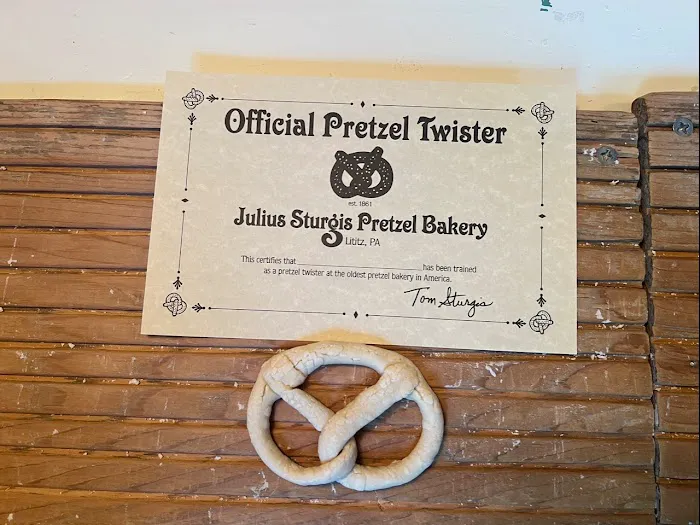 Official Pretzel Twister
est. 1861
Julius Sturgis Pretzel Bakery
Lititz, PA
This certifies that ______________ has been trained
as a pretzel twister at the oldest pretzel bakery in America.
Tom Sturgis